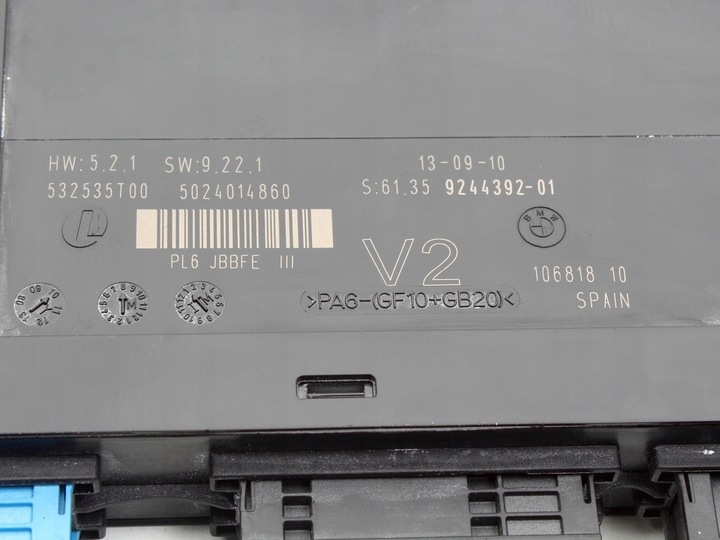 HW:5.2.1 SW:9.22.1 13-09-10
532535T00 5024014860 S:61.35 9244392-01
BMW
PL6 JBBFE III
V2
106818 10
>PA6-(GF10+GB20)<
SPAIN